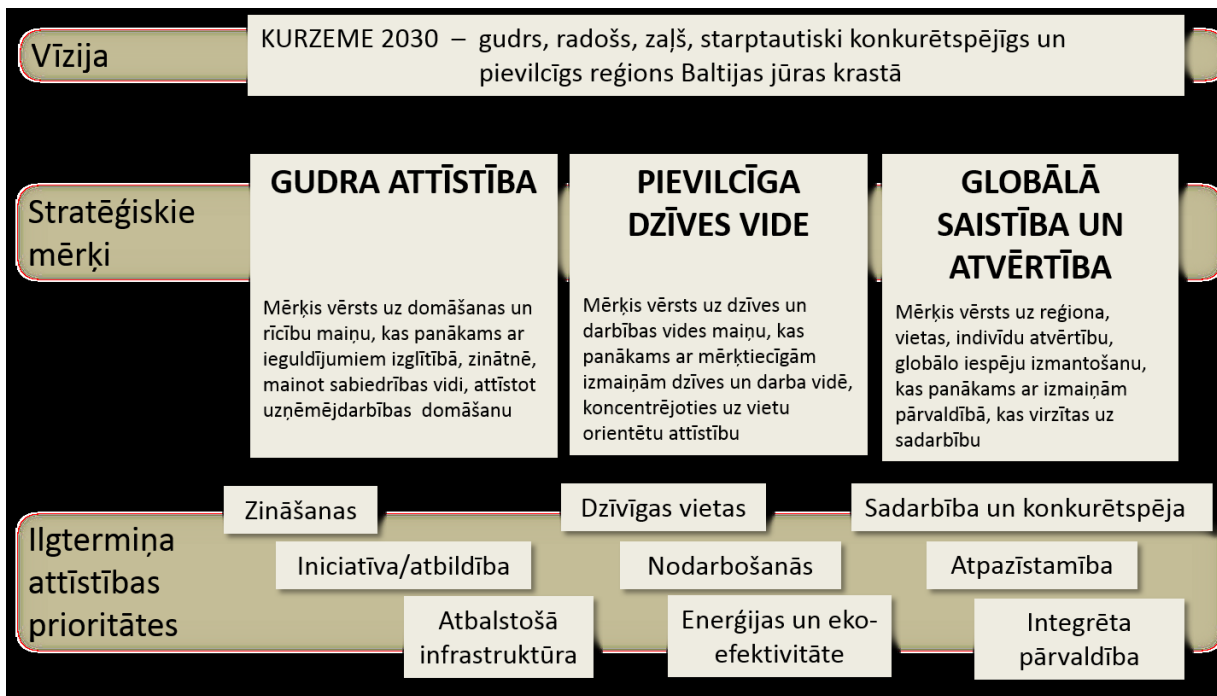 Vīzija
KURZEME 2030 – gudrs, radošs, zaļš, starptautiski konkurētspējīgs un
pievilcīgs reģions Baltijas jūras krastā
Stratēģiskie
mērķi
GUDRA ATTĪSTĪBA
Mērķis vērsts uz domāšanas un
rīcību maiņu, kas panākams ar
ieguldījumiem izglītībā, zinātnē,
mainot sabiedrības vidi, attīstot
uzņēmējdarbības domāšanu
PIEVILCĪGA
DZĪVES VIDE
Mērķis vērsts uz dzīves un
darbības vides maiņu, kas
panākams ar mērķtiecīgām
izmaiņām dzīves un darba vidē,
koncentrējoties uz vietu
orientētu attīstību
GLOBĀLĀ
SAISTĪBA UN
ATVĒRTĪBA
Mērķis vērsts uz reģiona,
vietas, indivīdu atvērtību,
globālo iespēju izmantošanu,
kas panākams ar izmaiņām
pārvaldībā, kas virzītas uz
sadarbību
Ilgtermiņa
attīstības
prioritātes
Zināšanas
Iniciatīva/atbildība
Atbalstošā
infrastruktūra
Dzīvīgas vietas
Nodarbošanās
Enerģijas un eko-
efektivitāte
Sadarbība un konkurētspēja
Atpazīstamība
Integrēta
pārvaldība